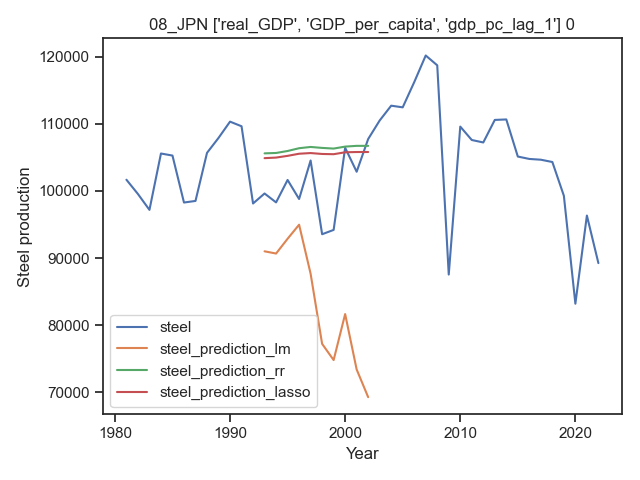 08_JPN ['real_GDP', 'GDP_per_capita', 'gdp_pc_lag_1'] 0
Steel production
120000
110000
100000
90000
80000
70000
steel
steel_prediction_lm
steel_prediction_rr
steel_prediction_lasso
1980 1990 2000 2010 2020
Year